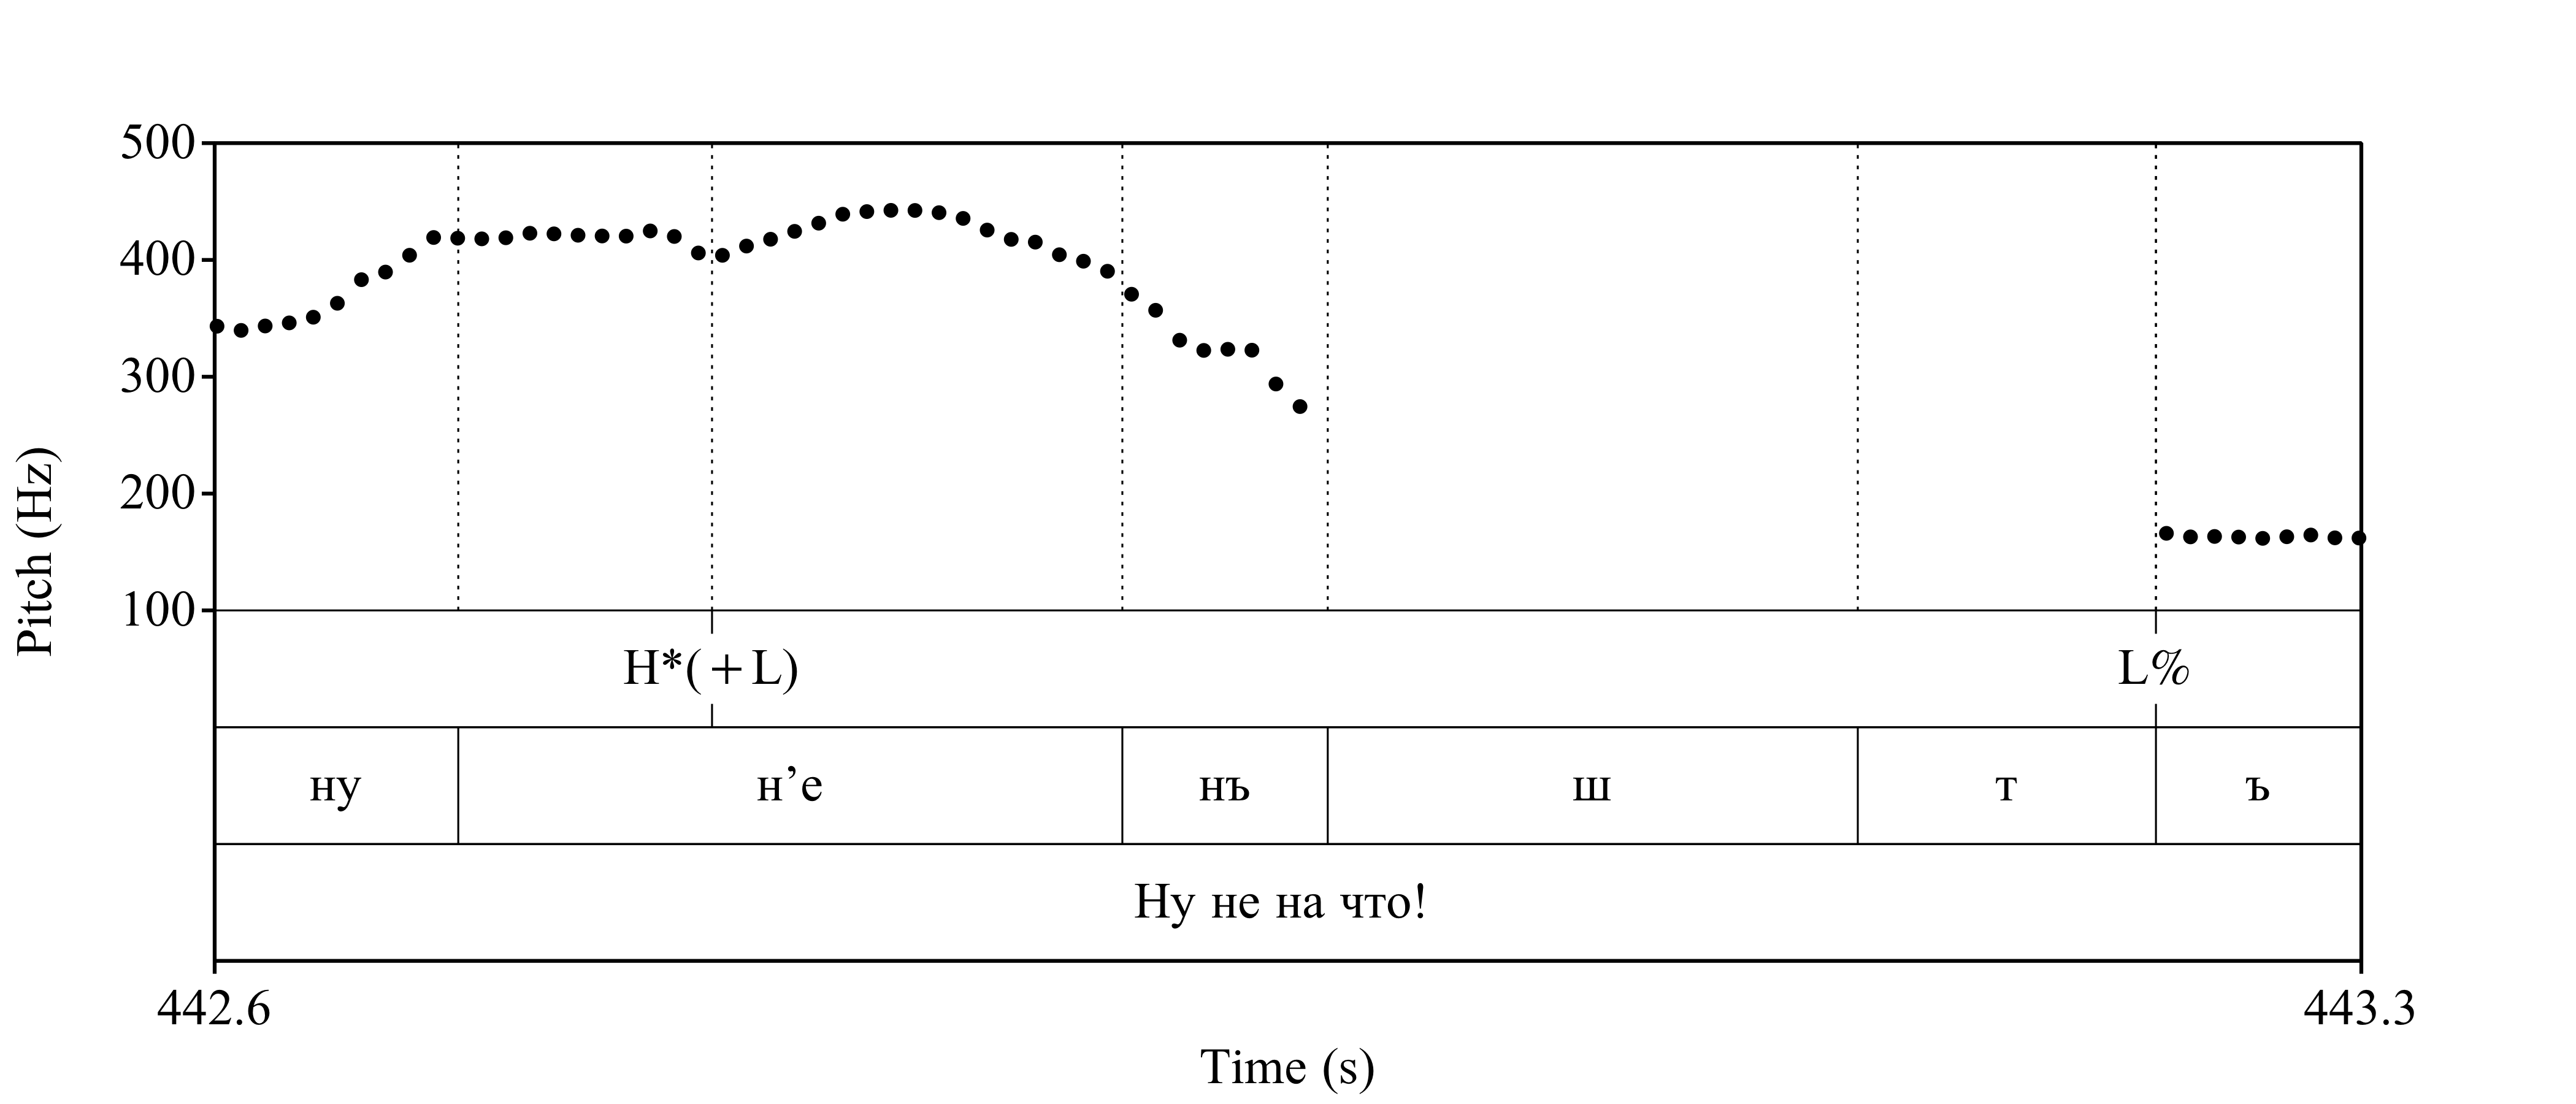 500
400
300
200
100
Pitch (Hz)
H*(+L) L%
ну н’е нъ ш т ъ
Ну не на что!
442.6 443.3
Time (s)